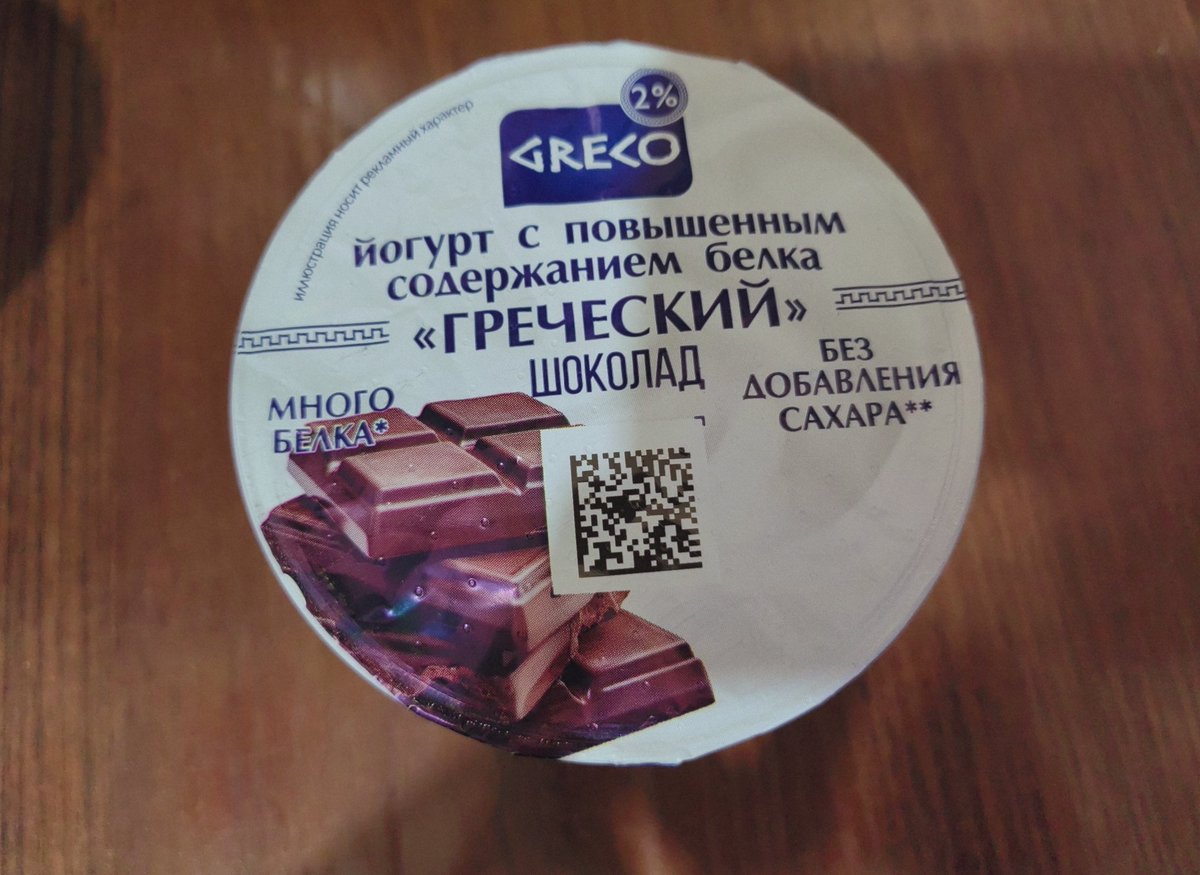 2%
GRECO
иллюстрация носит рекламный характер
йогурт с повышенным
содержанием белка
«ГРЕЧЕСКИЙ»
ШОКОЛАД
МНОГО
БЕЛКА*
БЕЗ
ДОБАВЛЕНИЯ
САХАРА**